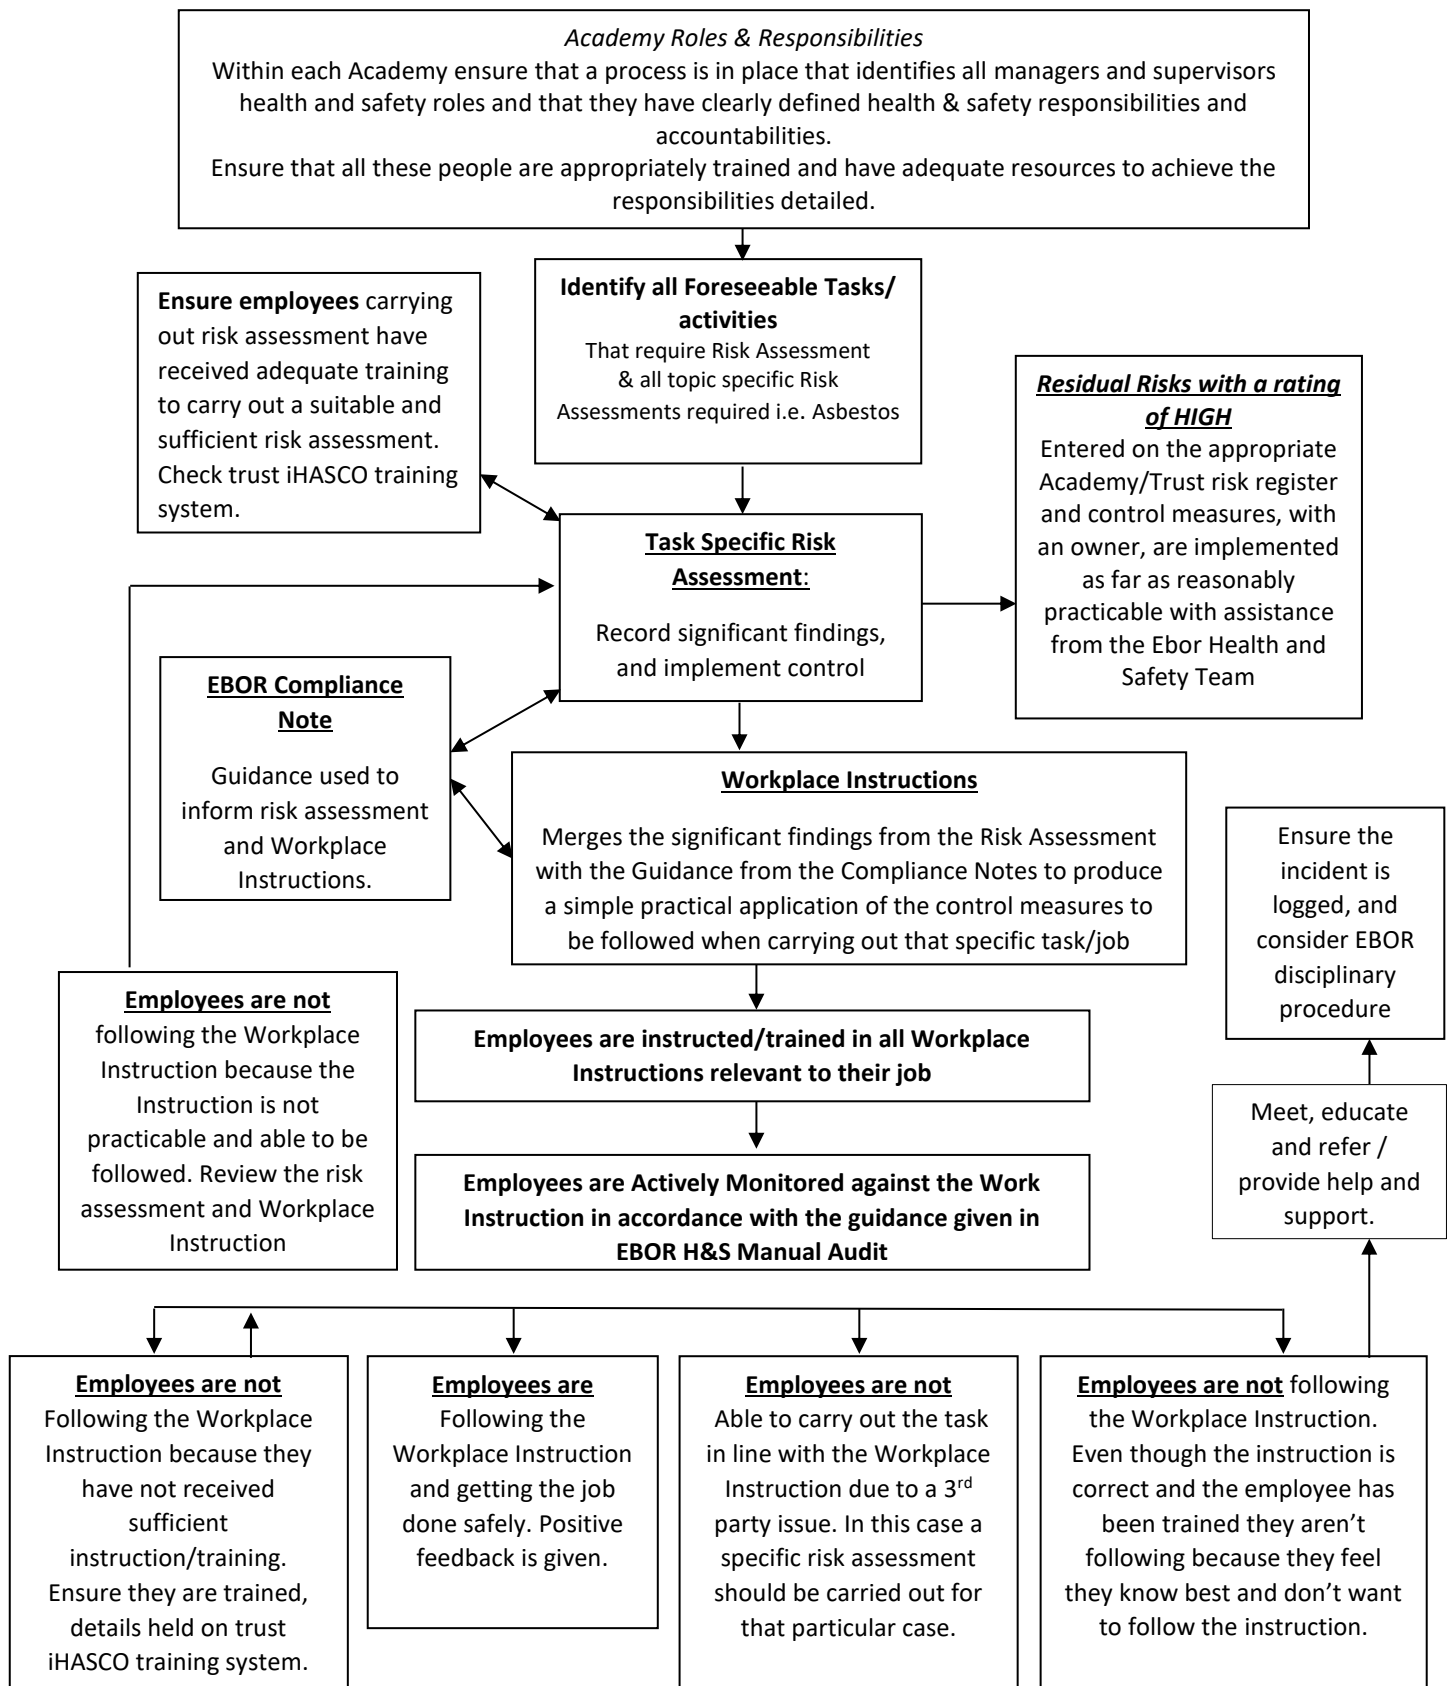 Academy Roles & Responsibilities
Within each Academy ensure that a process is in place that identifies all managers and supervisors
health and safety roles and that they have clearly defined health & safety responsibilities and
accountabilities.
Ensure that all these people are appropriately trained and have adequate resources to achieve the
responsibilities detailed.
Identify all Foreseeable Tasks/
activities
That require Risk Assessment
& all topic specific Risk
Assessments required i.e. Asbestos
Ensure employees carrying
out risk assessment have
received adequate training
to carry out a suitable and
sufficient risk assessment.
Check trust iHASCO training
system.
Residual Risks with a rating
of HIGH
Entered on the appropriate
Academy/Trust risk register
and control measures, with
an owner, are implemented
as far as reasonably
practicable with assistance
from the Ebor Health and
Safety Team
Task Specific Risk
Assessment:
Record significant findings,
and implement control
EBOR Compliance
Note
Guidance used to
inform risk assessment
and Workplace
Instructions.
Workplace Instructions
Merges the significant findings from the Risk Assessment
with the Guidance from the Compliance Notes to produce
a simple practical application of the control measures to
be followed when carrying out that specific task/job
Ensure the
incident is
logged, and
consider EBOR
disciplinary
procedure
Employees are not
following the Workplace
Instruction because the
Instruction is not
practicable and able to be
followed. Review the risk
assessment and Workplace
Instruction
Employees are instructed/trained in all Workplace
Instructions relevant to their job
Meet, educate
and refer /
provide help and
support.
Employees are Actively Monitored against the Work
Instruction in accordance with the guidance given in
EBOR H&S Manual Audit
Employees are not
Following the Workplace
Instruction because they
have not received
sufficient
instruction/training.
Ensure they are trained,
details held on trust
iHASCO training system.
Employees are
Following the
Workplace Instruction
and getting the job
done safely. Positive
feedback is given.
Employees are not
Able to carry out the task
in line with the Workplace
Instruction due to a 3rd
party issue. In this case a
specific risk assessment
should be carried out for
that particular case.
Employees are not following
the Workplace Instruction.
Even though the instruction is
correct and the employee has
been trained they aren’t
following because they feel
they know best and don’t want
to follow the instruction.